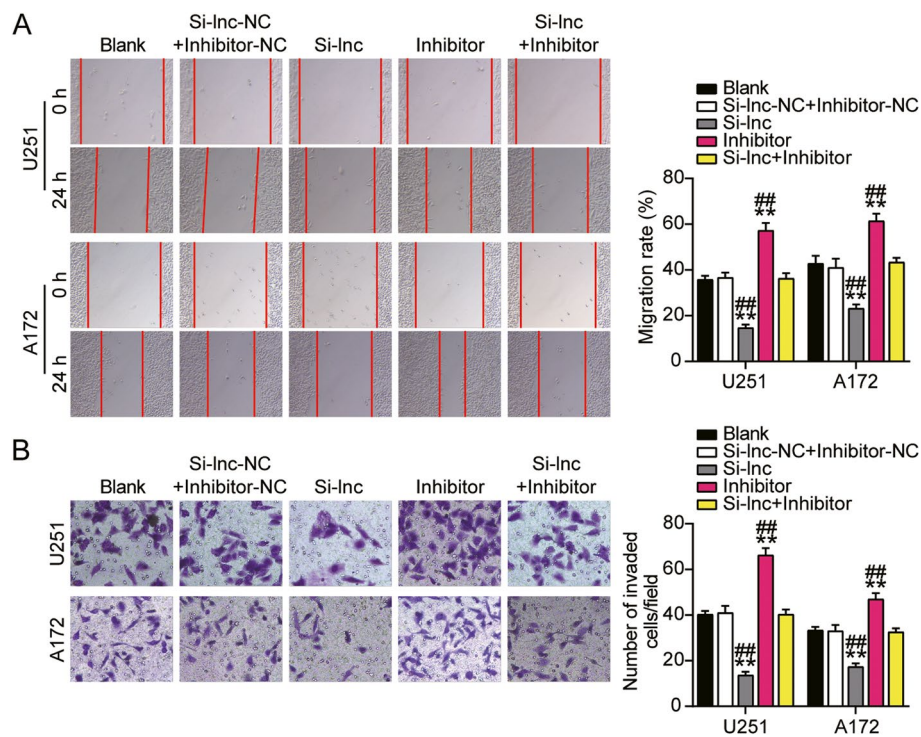 A
Blank
Si-lnc-NC
+Inhibitor-NC
Si-lnc
Inhibitor
Si-lnc
+Inhibitor
U251
0 h
24 h
A172
0 h
24 h
Blank
Si-lnc-NC+Inhibitor-NC
Si-lnc
Inhibitor
Si-lnc+Inhibitor
Migration rate (%)
80
60
40
20
0
##
**
##
**
##
**
##
**
U251
A172
B
Blank
Si-lnc-NC
+Inhibitor-NC
Si-lnc
Inhibitor
Si-lnc
+Inhibitor
U251
A172
Blank
Si-lnc-NC+Inhibitor-NC
Si-lnc
Inhibitor
Si-lnc+Inhibitor
Number of invaded
cells/field
80
60
40
20
0
##
**
##
**
##
**
##
**
U251
A172